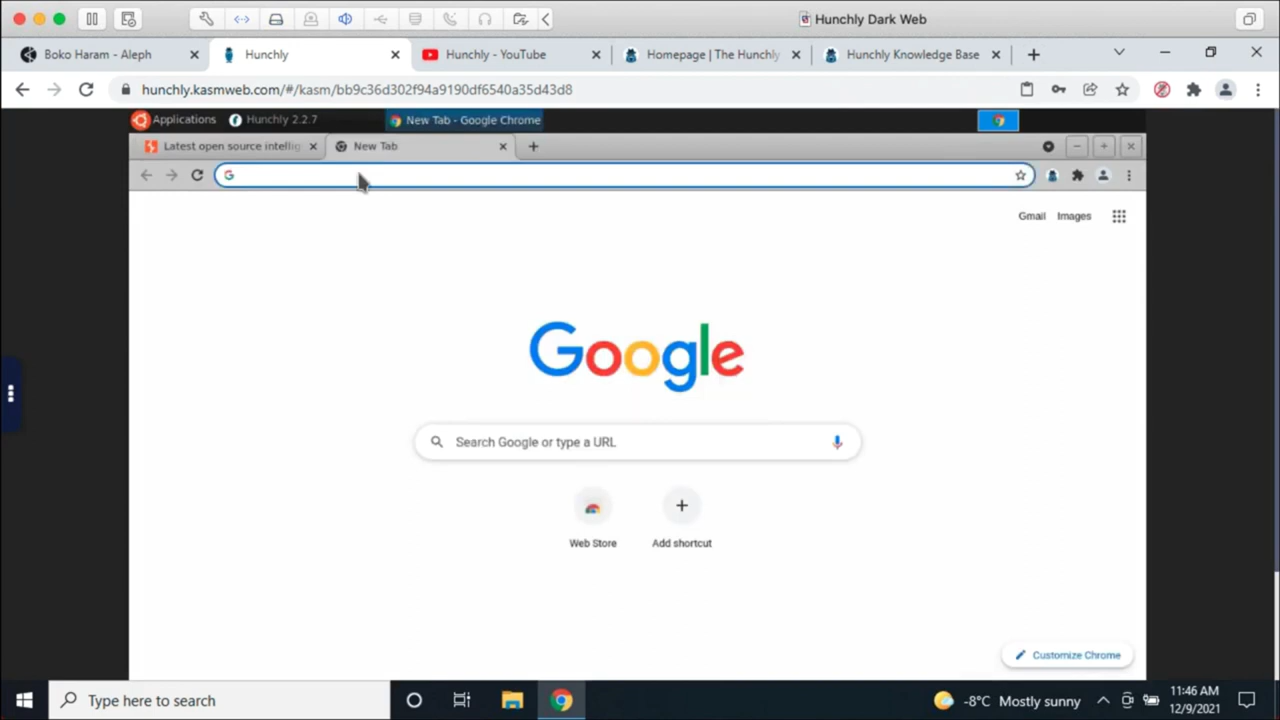 Hunchly Dark Web
Boko Haram - Aleph
Hunchly
Hunchly - YouTube
Homepage | The Hunchly
Hunchly Knowledge Base
hunchly.kasmweb.com/#/kasm/bb9c36d302f94a9190df6540a35d43d8
Applications
Hunchly 2.2.7
New Tab - Google Chrome
Latest open source intellig
New Tab
Gmail
Images
Google
Search Google or type a URL
Web Store
Add shortcut
Customize Chrome
Type here to search
-8°C Mostly sunny
11:46 AM
12/9/2021